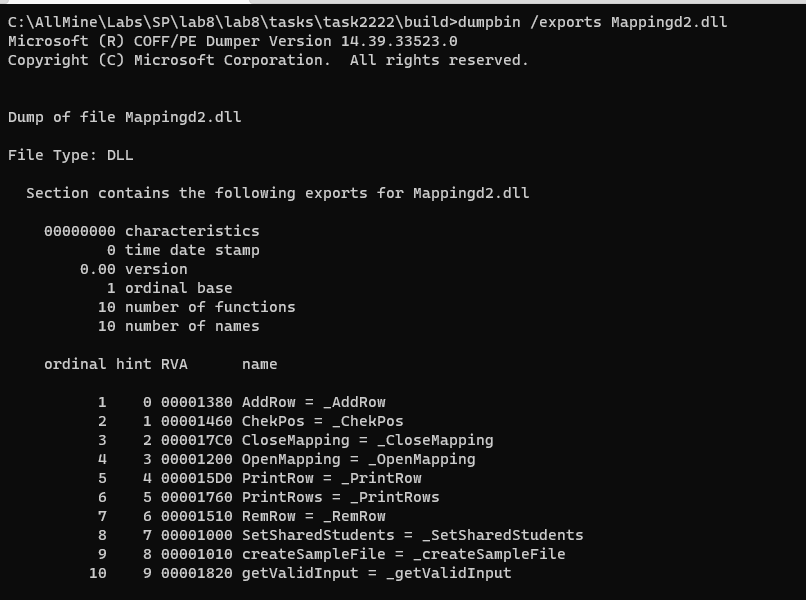 C:\AllMine\Labs\SP\lab8\lab8\tasks\task2222\build>dumpbin /exports Mappingd2.dll
Microsoft (R) COFF/PE Dumper Version 14.39.33523.0
Copyright (C) Microsoft Corporation.  All rights reserved.
Dump of file Mappingd2.dll
File Type: DLL
  Section contains the following exports for Mappingd2.dll
    00000000 characteristics
           0 time date stamp
        0.00 version
           1 ordinal base
          10 number of functions
          10 number of names
    ordinal hint RVA      name
          1    0 00001380 AddRow = _AddRow
          2    1 00001460 ChekPos = _ChekPos
          3    2 000017C0 CloseMapping = _CloseMapping
          4    3 00001200 OpenMapping = _OpenMapping
          5    4 000015D0 PrintRow = _PrintRow
          6    5 00001760 PrintRows = _PrintRows
          7    6 00001510 RemRow = _RemRow
          8    7 00001000 SetSharedStudents = _SetSharedStudents
          9    8 00001010 createSampleFile = _createSampleFile
         10    9 00001820 getValidInput = _getValidInput